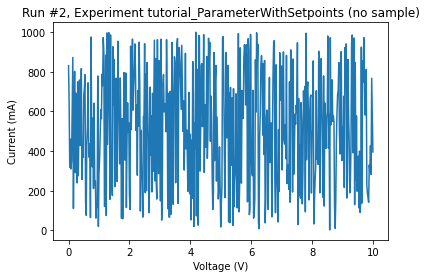 Run #2, Experiment tutorial_ParameterWithSetpoints (no sample)
1000
800
600
400
200
0
Current (mA)
0 2 4 6 8 10
Voltage (V)